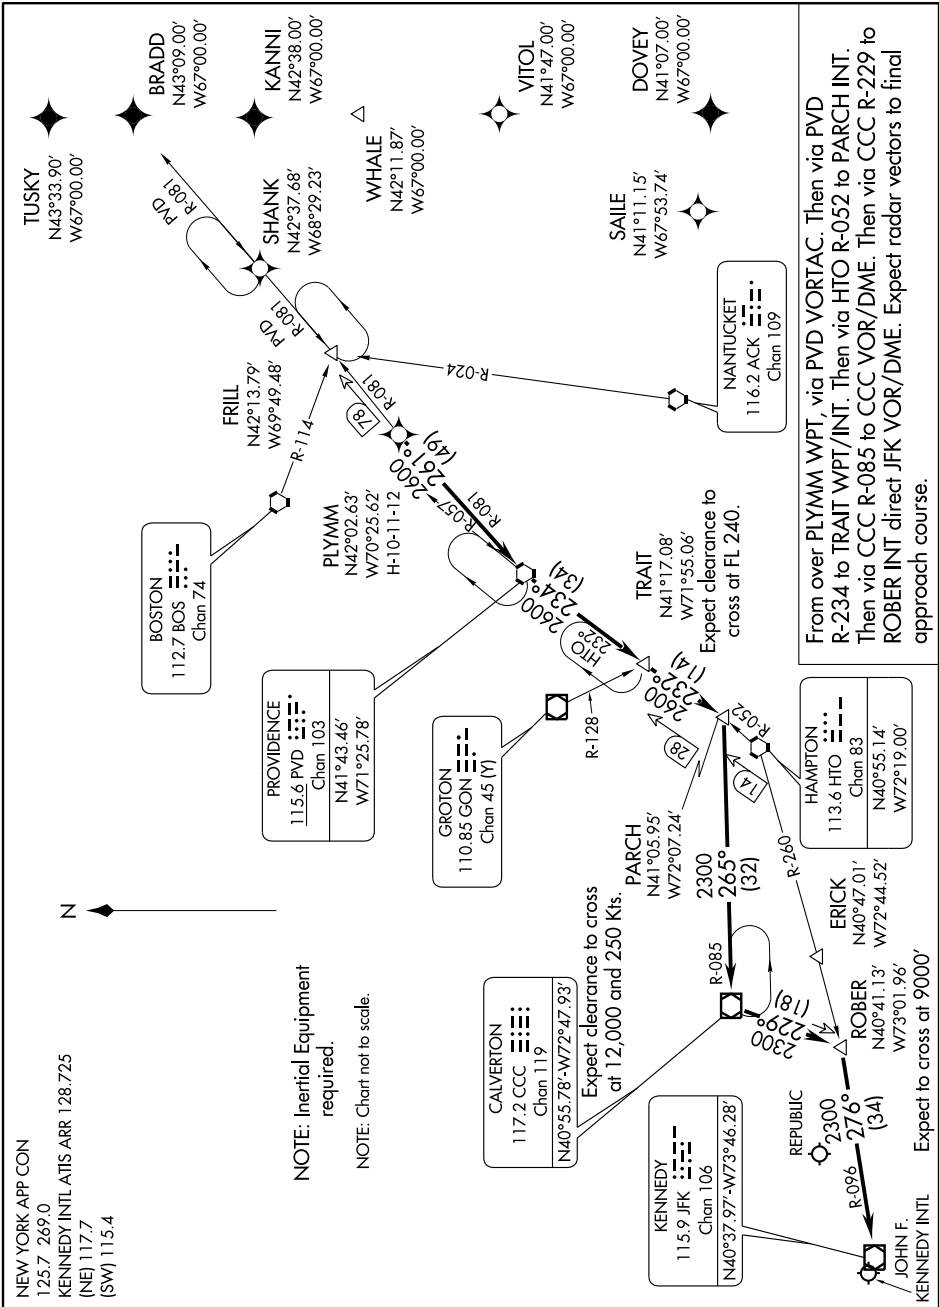 NEW YORK APP CON
125.7 269.0
KENNEDY INTL ATIS ARR 128.725
(NE) 117.7
(SW) 115.4
N
NOTE: Inertial Equipment
required.
NOTE: Chart not to scale.
TUSKY
N43°33.90'
W67°00.00'
BRADD
N43°09.00'
W67°00.00'
KANNI
N42°38.00'
W67°00.00'
WHALE
N42°11.87'
W67°00.00'
VITOL
N41°47.00'
W67°00.00'
DOVEY
N41°07.00'
W67°00.00'
SAILE
N41°11.15'
W67°53.74'
SHANK
N42°37.68'
W68°29.23'
PVD
R-081
PVD
R-081
FRILL
N42°13.79'
W69°49.48'
R-114
R-024
R-081
78
BOSTON
112.7 BOS
Chan 74
NANTUCKET
116.2 ACK
Chan 109
PLYMM
N42°02.63'
W70°25.62'
H-10-11-12
2600
261°
(49)
R-057
R-081
PROVIDENCE
115.6 PVD
Chan 103
N41°43.46'
W71°25.78'
2600
234°
(34)
HTO
232°
GROTON
110.85 GON
Chan 45 (Y)
R-128
TRAIT
N41°17.08'
W71°55.06'
Expect clearance to
cross at FL 240.
2600
232°
(14)
28
PARCH
N41°05.95'
W72°07.24'
R-052
14
HAMPTON
113.6 HTO
Chan 83
N40°55.14'
W72°19.00'
R-260
2300
265°
(32)
R-085
CALVERTON
117.2 CCC
Chan 119
N40°55.78'-W72°47.93'
Expect clearance to cross
at 12,000 and 250 Kts.
ERICK
N40°47.01'
W72°44.52'
2300
229°
(18)
ROBER
N40°41.13'
W73°01.96'
Expect to cross at 9000'
REPUBLIC
2300
276°
(34)
R-096
KENNEDY
115.9 JFK
Chan 106
N40°37.97'-W73°46.28'
JOHN F.
KENNEDY INTL
From over PLYMM WPT, via PVD VORTAC. Then via PVD
R-234 to TRAIT WPT/INT. Then via HTO R-052 to PARCH INT.
Then via CCC R-085 to CCC VOR/DME. Then via CCC R-229 to
ROBER INT direct JFK VOR/DME. Expect radar vectors to final
approach course.